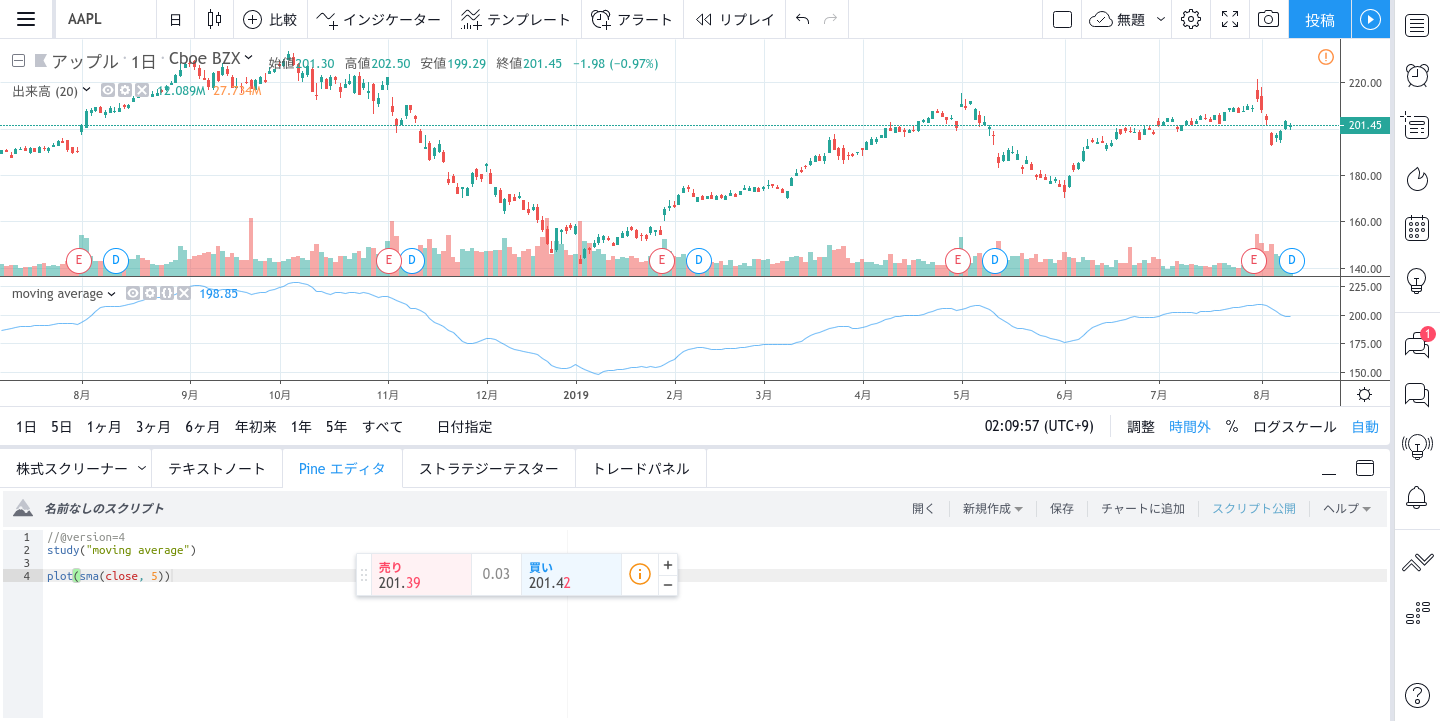 AAPL 日 比較 インジケーター テンプレート アラート リプレイ 無題 投稿
アップル · 1日 · Cboe BZX 始値201.30 高値202.50 安値199.29 終値201.45 −1.98 (−0.97%)
出来高 (20) 42.089M 27.734M
220.00
201.45
180.00
160.00
140.00
E D E D E D E D E D
moving average 198.85
225.00
200.00
175.00
150.00
8月 9月 10月 11月 12月 2019 2月 3月 4月 5月 6月 7月 8月
1日 5日 1ヶ月 3ヶ月 6ヶ月 年初来 1年 5年 すべて 日付指定 02:09:57 (UTC+9) 調整 時間外 % ログスケール 自動
株式スクリーナー テキストノート Pine エディタ ストラテジーテスター トレードパネル
名前なしのスクリプト 開く 新規作成 保存 チャートに追加 スクリプト公開 ヘルプ
1 //@version=4
2 study("moving average")
3
4 plot(sma(close, 5))
売り 買い
201.39 0.03 201.42
1